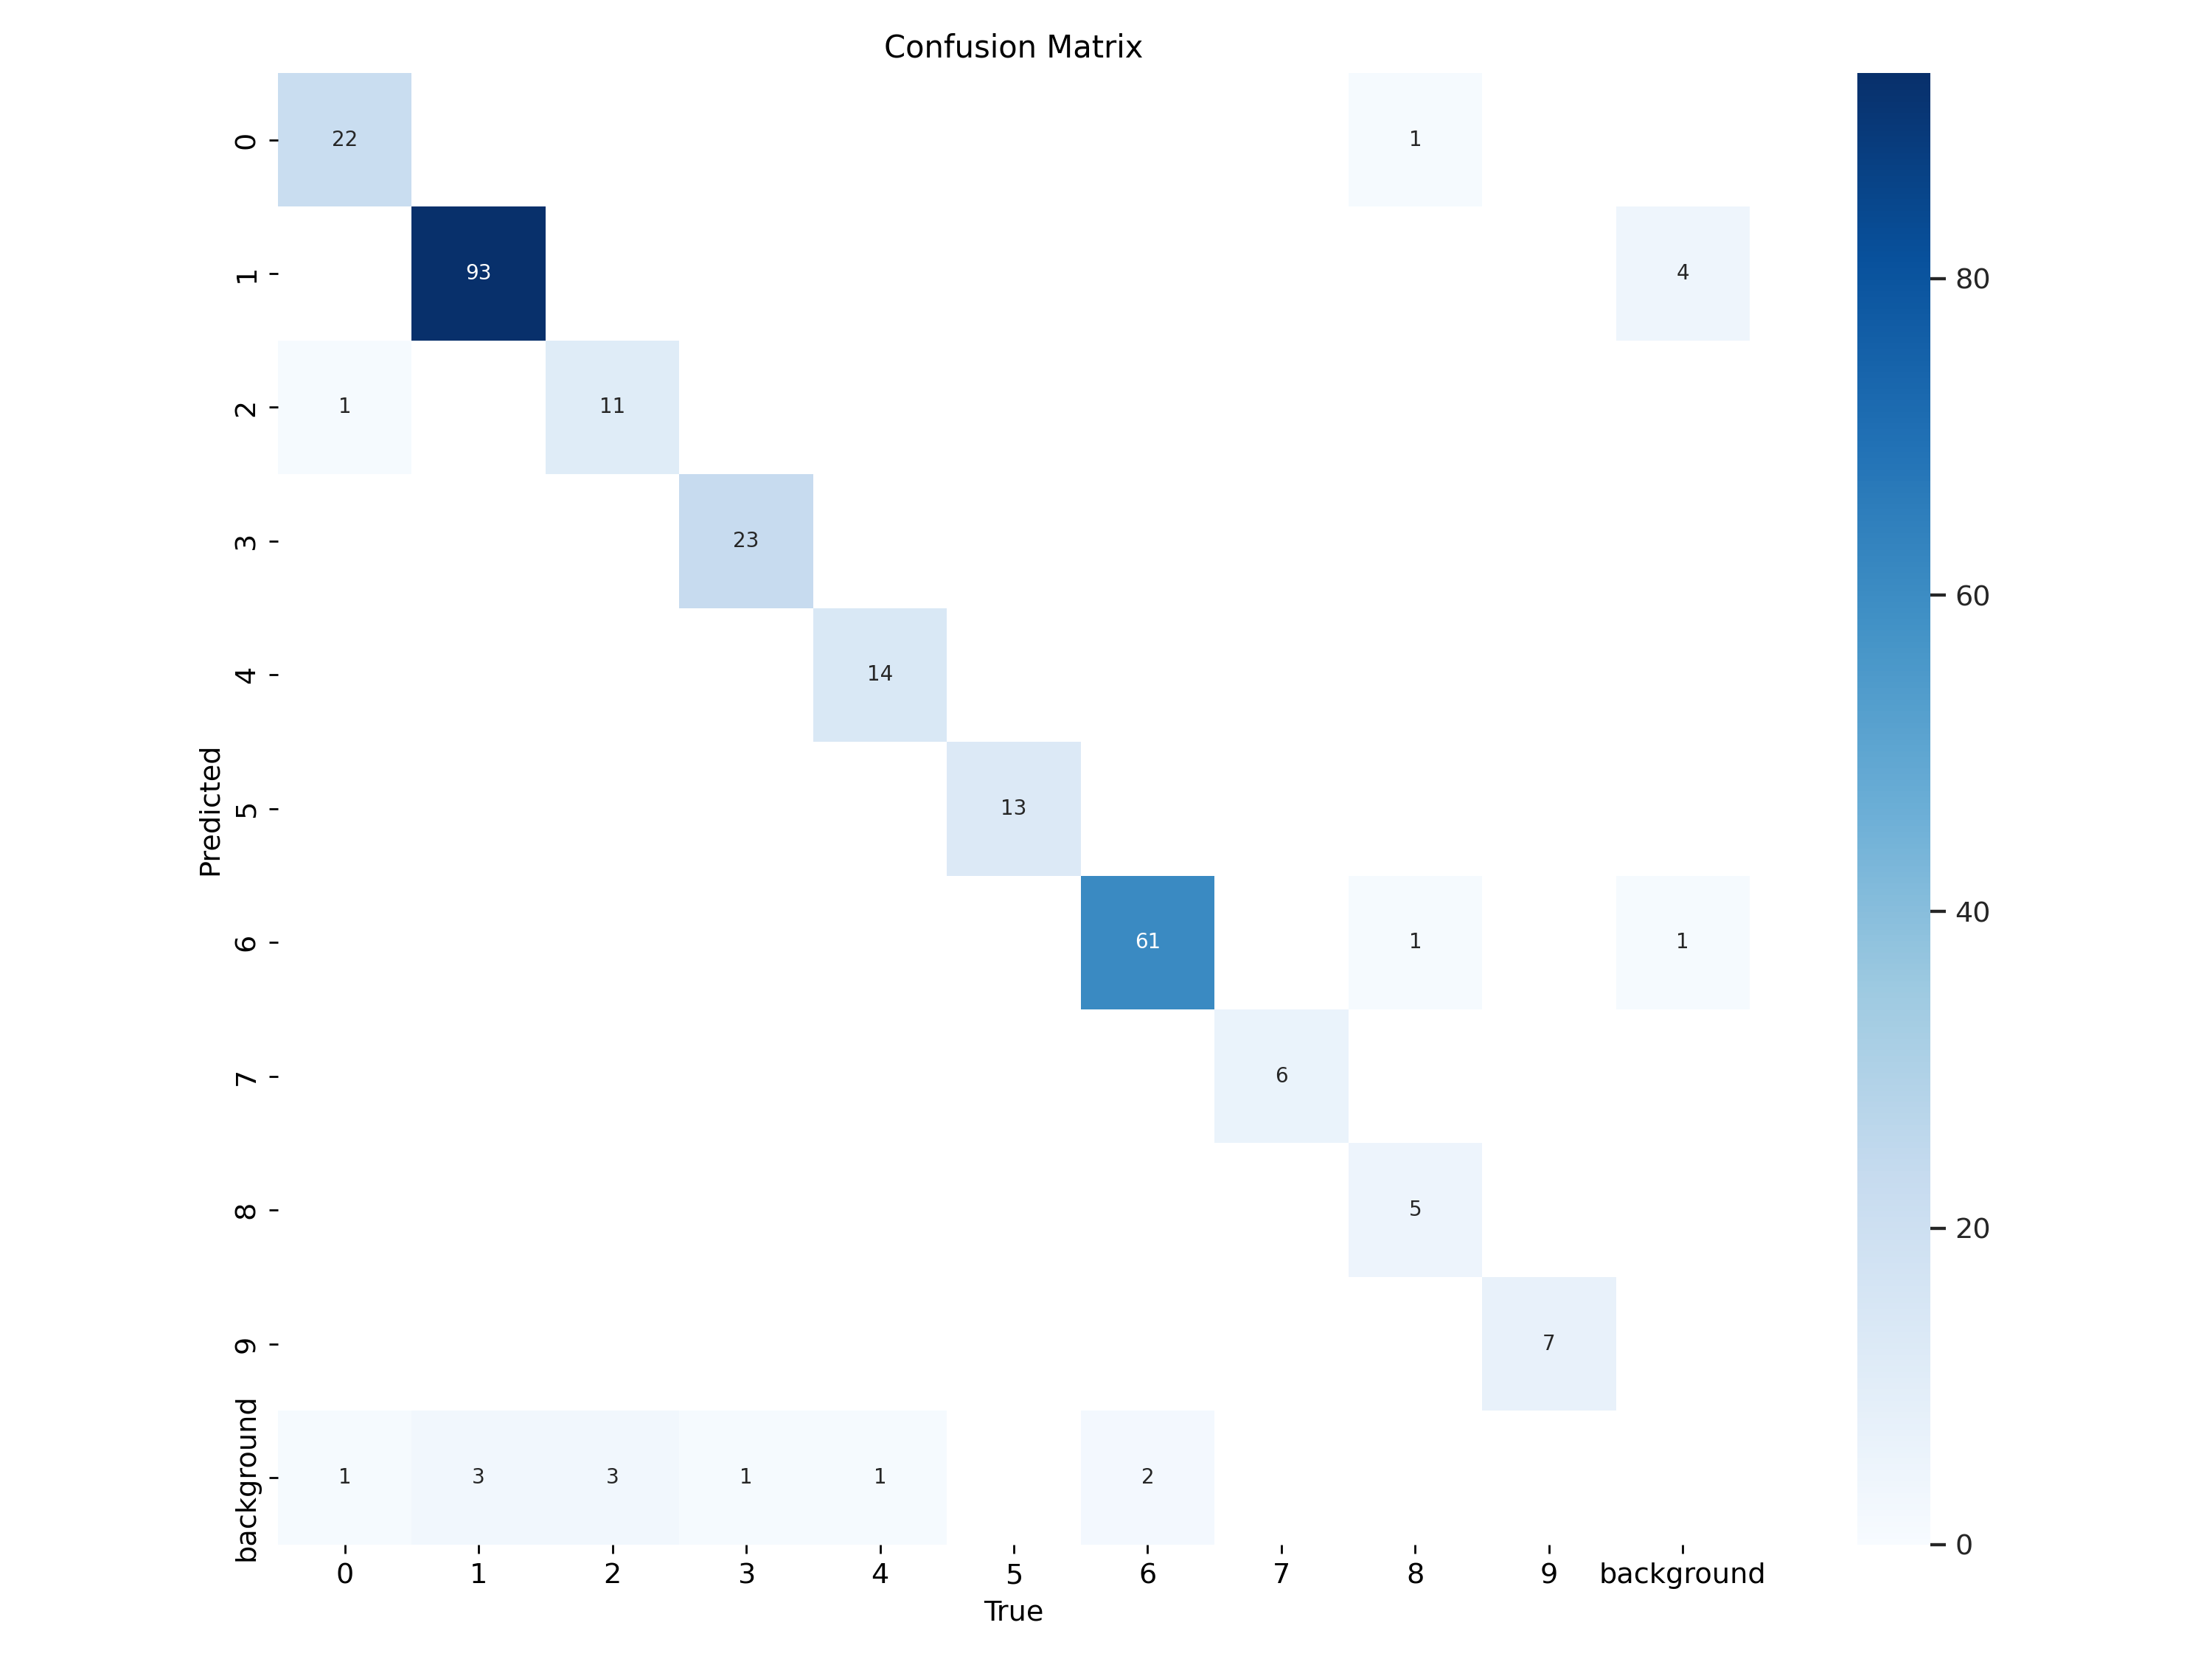 Confusion Matrix
0 22 1
1 93 4 80
2 1 11
3 23 60
4 14
Predicted
5 13
6 61 1 1 40
7 6
8 5 20
9 7
background 1 3 3 1 1 2
0
0 1 2 3 4 5 6 7 8 9 background
True